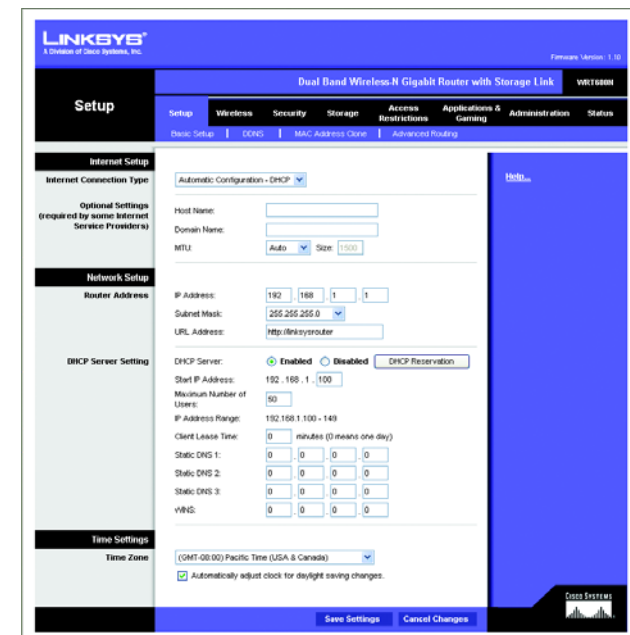 LINKSYS®
A Division of Cisco Systems, Inc.
Firmware Version: 1.10
Dual Band Wireless-N Gigabit Router with Storage Link WRT600N
Setup
Setup Wireless Security Storage Access Restrictions Applications & Gaming Administration Status
Basic Setup | DDNS | MAC Address Clone | Advanced Routing
Internet Setup
Internet Connection Type Automatic Configuration - DHCP
Help...
Optional Settings
(required by some Internet
Service Providers)
Host Name:
Domain Name:
MTU: Auto Size: 1500
Network Setup
Router Address
IP Address: 192 . 168 . 1 . 1
Subnet Mask: 255.255.255.0
URL Address: http://linksysrouter
DHCP Server Setting
DHCP Server: Enabled Disabled DHCP Reservation
Start IP Address: 192 . 168 . 1 . 100
Maximum Number of
Users: 50
IP Address Range: 192.168.1.100 - 149
Client Lease Time: 0 minutes (0 means one day)
Static DNS 1: 0 . 0 . 0 . 0
Static DNS 2: 0 . 0 . 0 . 0
Static DNS 3: 0 . 0 . 0 . 0
WINS: 0 . 0 . 0 . 0
Time Settings
Time Zone
(GMT-08:00) Pacific Time (USA & Canada)
Automatically adjust clock for daylight saving changes.
Save Settings Cancel Changes
CISCO SYSTEMS